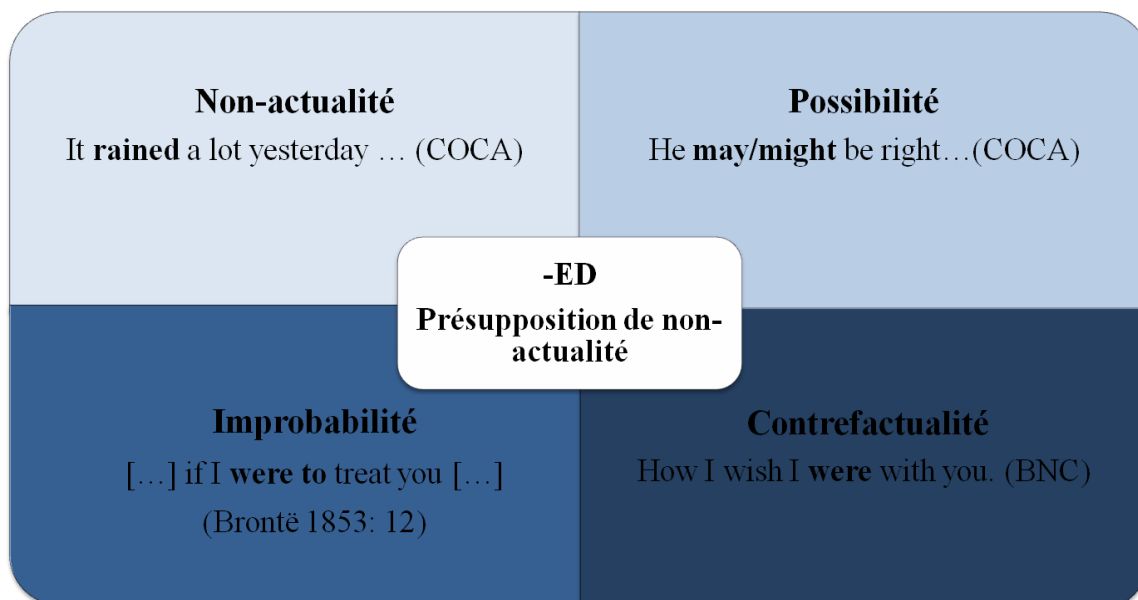 Non-actualité
It rained a lot yesterday … (COCA)
Possibilité
He may/might be right…(COCA)
-ED
Présupposition de non-
actualité
Improbabilité
[…] if I were to treat you […]
(Brontë 1853: 12)
Contrefactualité
How I wish I were with you. (BNC)